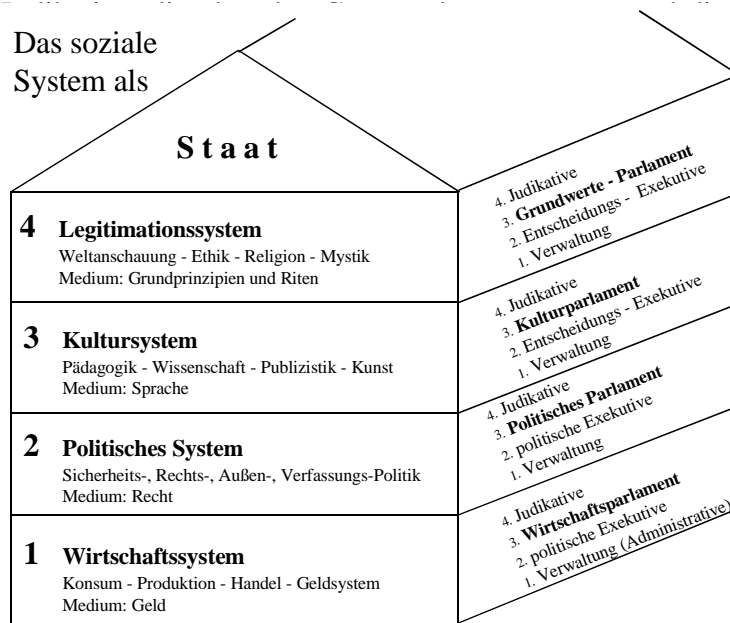 Das soziale
System als
Staat
4 Legitimationssystem
Weltanschauung - Ethik - Religion - Mystik
Medium: Grundprinzipien und Riten
4. Judikative
3. Grundwerte - Parlament
2. Entscheidungs - Exekutive
1. Verwaltung
3 Kultursystem
Pädagogik - Wissenschaft - Publizistik - Kunst
Medium: Sprache
4. Judikative
3. Kulturparlament
2. Entscheidungs - Exekutive
1. Verwaltung
2 Politisches System
Sicherheits-, Rechts-, Außen-, Verfassungs-Politik
Medium: Recht
4. Judikative
3. Politisches Parlament
2. politische Exekutive
1. Verwaltung
1 Wirtschaftssystem
Konsum - Produktion - Handel - Geldsystem
Medium: Geld
4. Judikative
3. Wirtschaftsparlament
2. politische Exekutive
1. Verwaltung (Administrative)